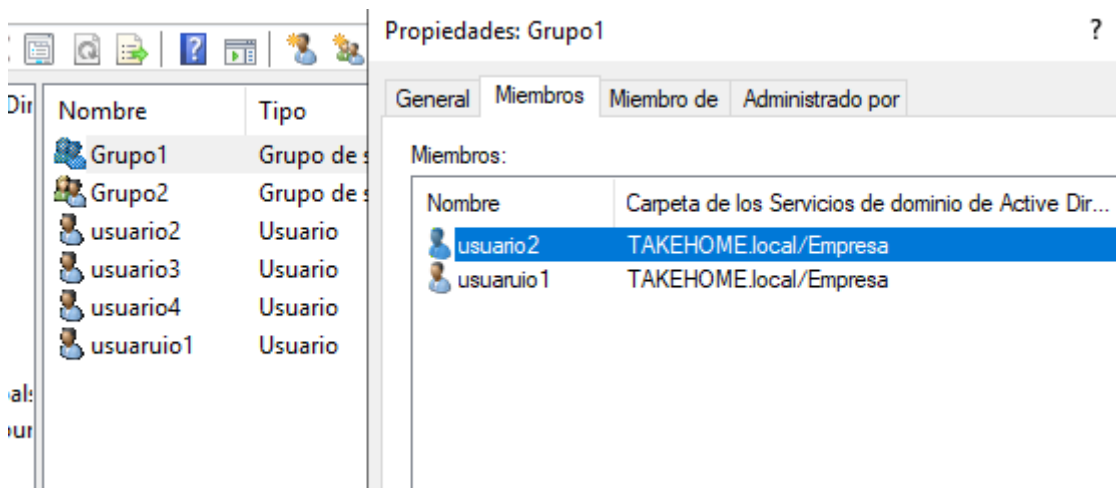 Propiedades: Grupo1
?
General Miembros Miembro de Administrado por
Nombre Tipo
Grupo1 Grupo de s
Grupo2 Grupo de s
usuario2 Usuario
usuario3 Usuario
usuario4 Usuario
usuaruio1 Usuario
Miembros:
Nombre Carpeta de los Servicios de dominio de Active Dir...
usuario2 TAKEHOME.local/Empresa
usuaruio1 TAKEHOME.local/Empresa